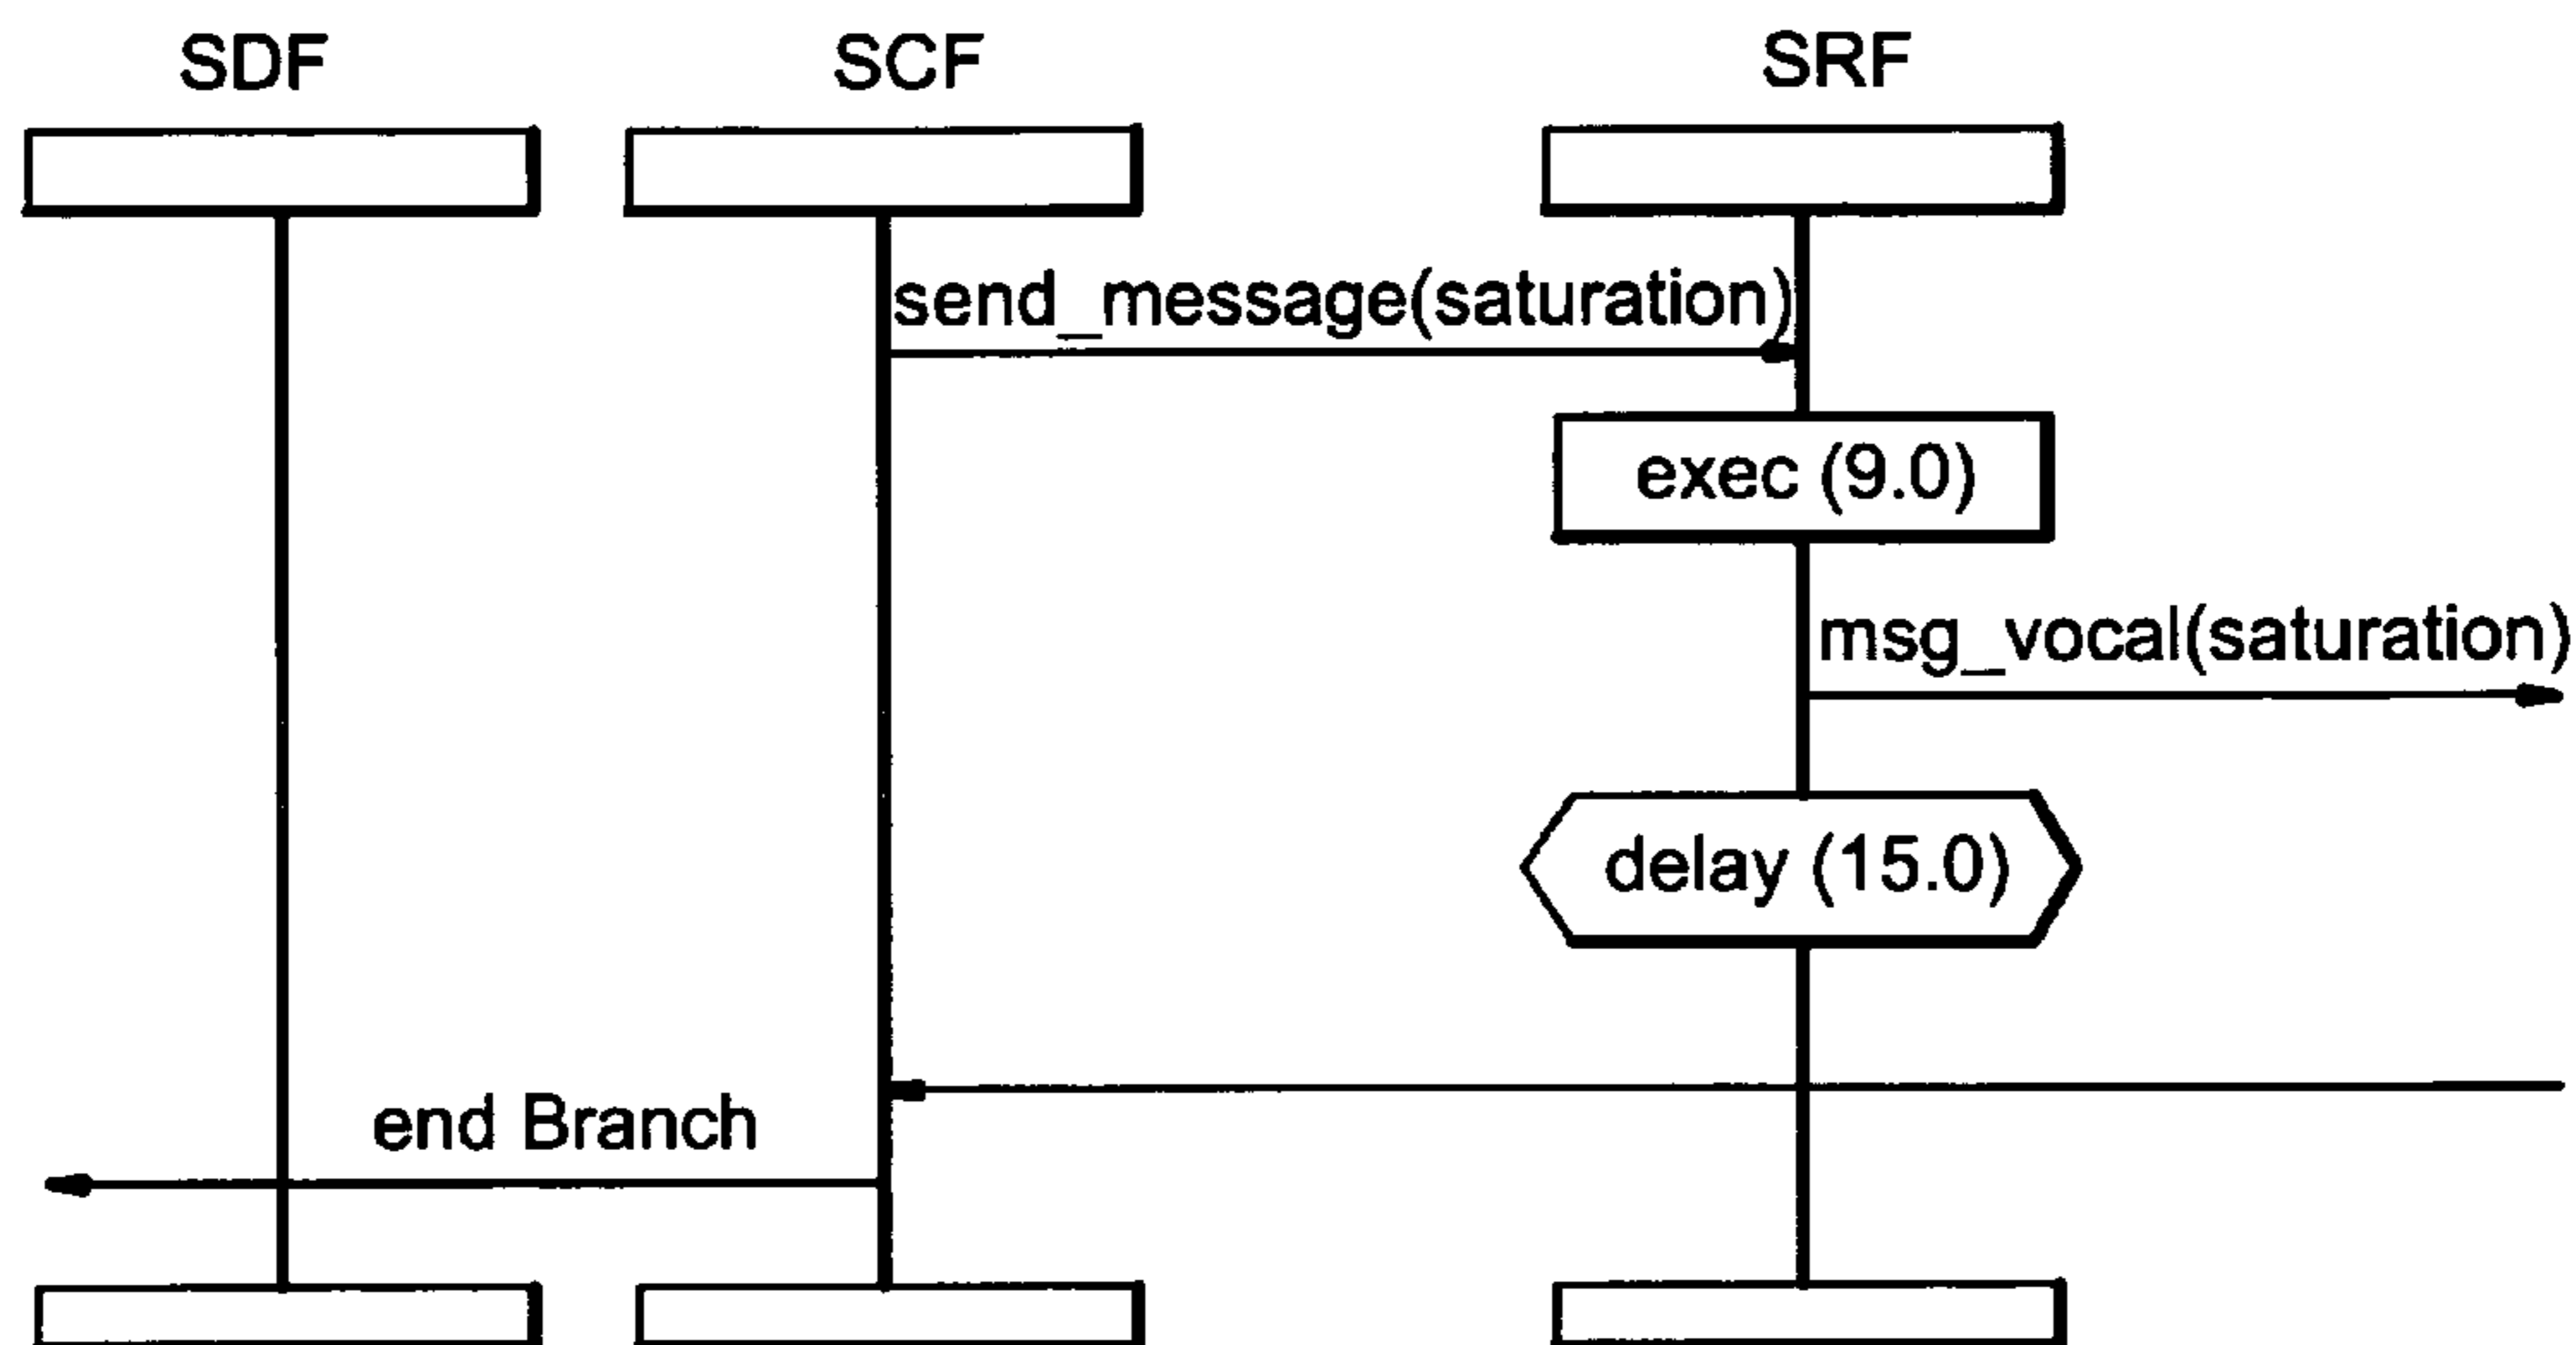 SDF
SCF
SRF
send_message(saturation)
exec (9.0)
msg_vocal(saturation)
delay (15.0)
end Branch